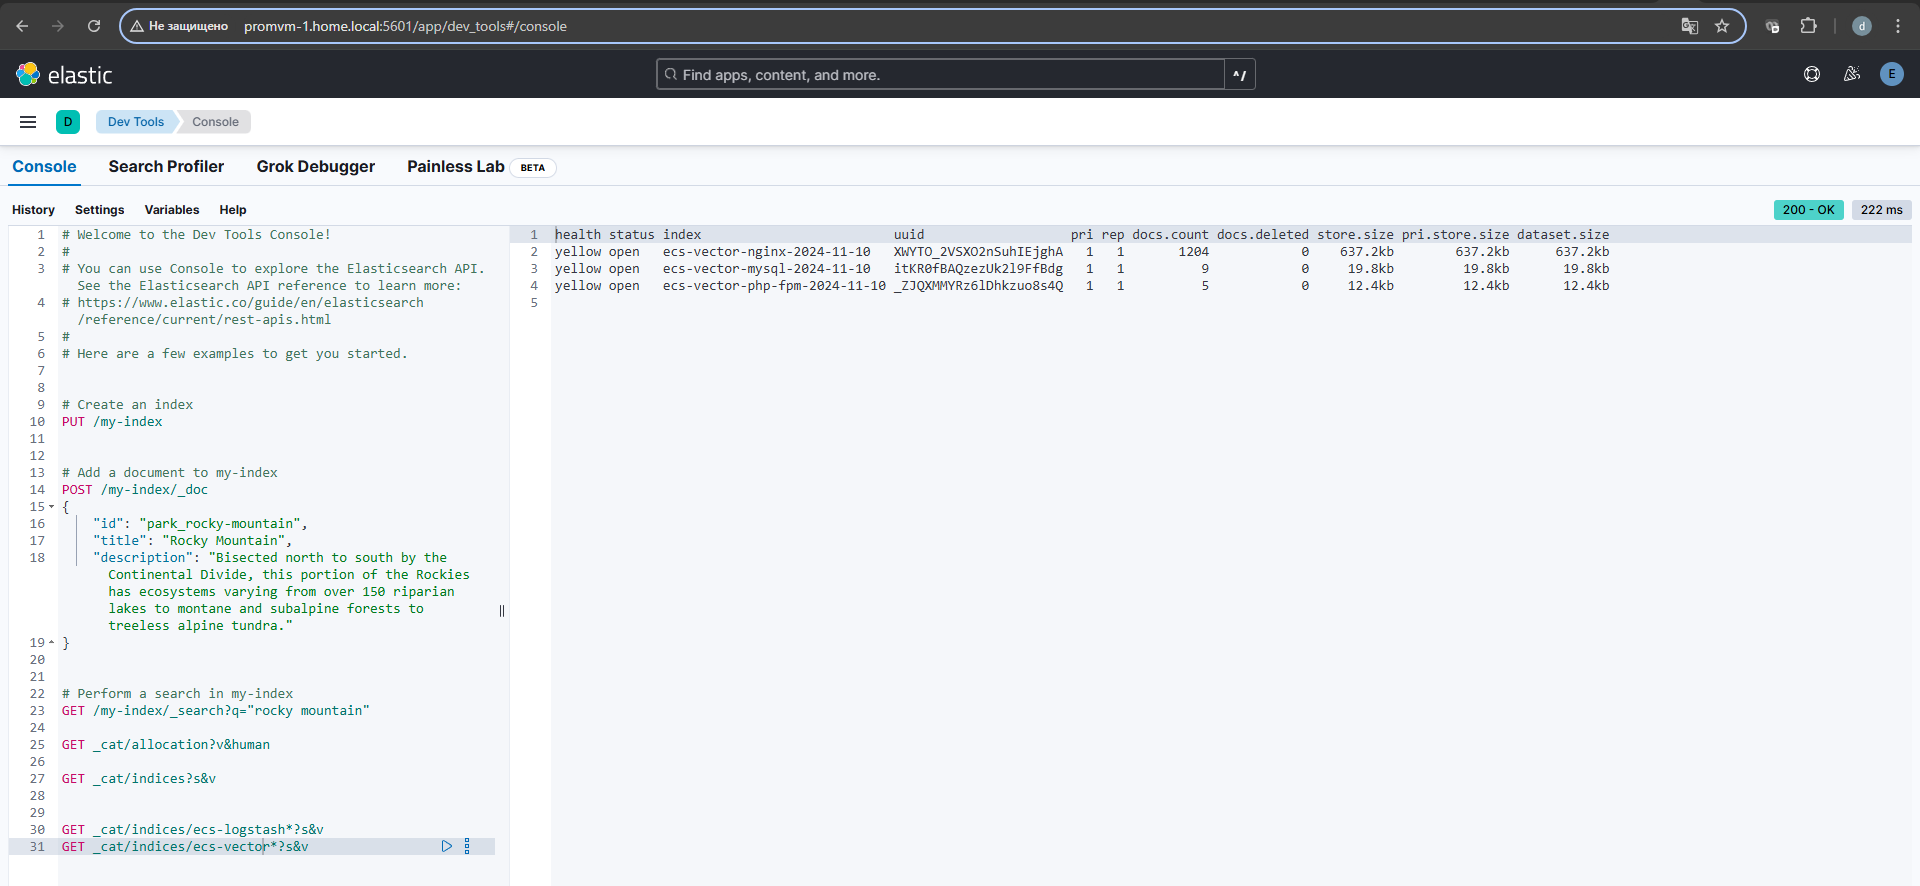 Не защищено promvm-1.home.local:5601/app/dev_tools#/console
d
elastic
Find apps, content, and more.
^/
E
D
Dev Tools
Console
Console Search Profiler Grok Debugger Painless Lab BETA
History Settings Variables Help
200 - OK 222 ms
1 # Welcome to the Dev Tools Console!
2 #
3 # You can use Console to explore the Elasticsearch API.
See the Elasticsearch API reference to learn more:
4 # https://www.elastic.co/guide/en/elasticsearch
/reference/current/rest-apis.html
5 #
6 # Here are a few examples to get you started.
7
8
9 # Create an index
10 PUT /my-index
11
12
13 # Add a document to my-index
14 POST /my-index/_doc
15 {
16 "id": "park_rocky-mountain",
17 "title": "Rocky Mountain",
18 "description": "Bisected north to south by the
Continental Divide, this portion of the Rockies
has ecosystems varying from over 150 riparian
lakes to montane and subalpine forests to
treeless alpine tundra."
19 }
20
21
22 # Perform a search in my-index
23 GET /my-index/_search?q="rocky mountain"
24
25 GET _cat/allocation?v&human
26
27 GET _cat/indices?s&v
28
29
30 GET _cat/indices/ecs-logstash*?s&v
31 GET _cat/indices/ecs-vector*?s&v
1 health status index uuid pri rep docs.count docs.deleted store.size pri.store.size dataset.size
2 yellow open ecs-vector-nginx-2024-11-10 XWYTO_2VSXO2nSuhIEjghA 1 1 1204 0 637.2kb 637.2kb 637.2kb
3 yellow open ecs-vector-mysql-2024-11-10 itKR0fBAQzezUk2l9FfBdg 1 1 9 0 19.8kb 19.8kb 19.8kb
4 yellow open ecs-vector-php-fpm-2024-11-10 _ZJQXMMYRz6lDhkzuo8s4Q 1 1 5 0 12.4kb 12.4kb 12.4kb
5